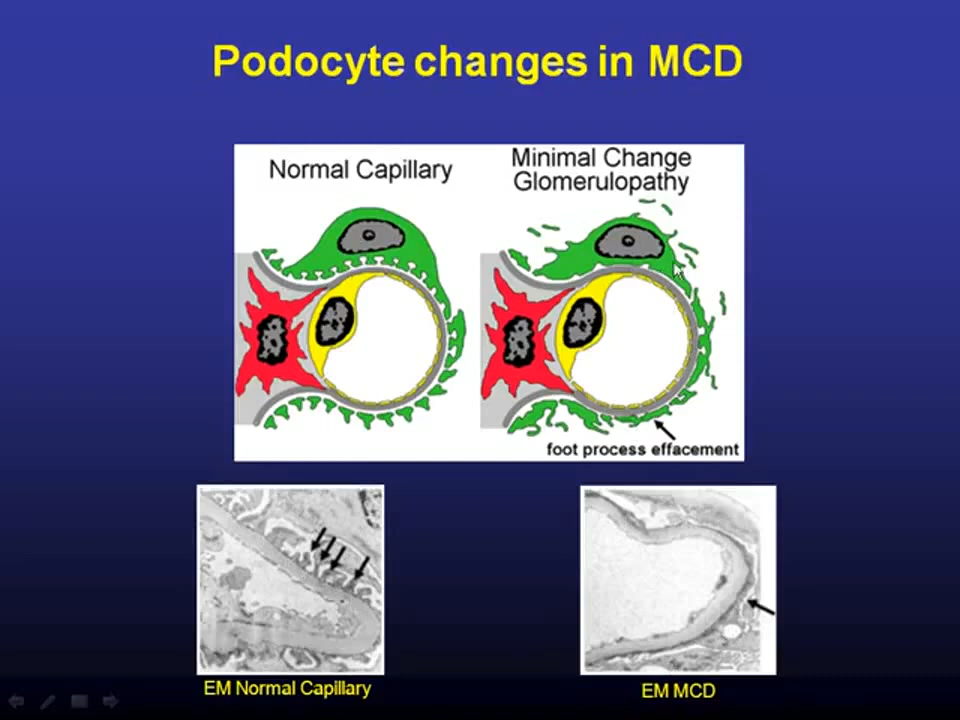 Podocyte changes in MCD
Normal Capillary
Minimal Change
Glomerulopathy
foot process effacement
EM Normal Capillary
EM MCD